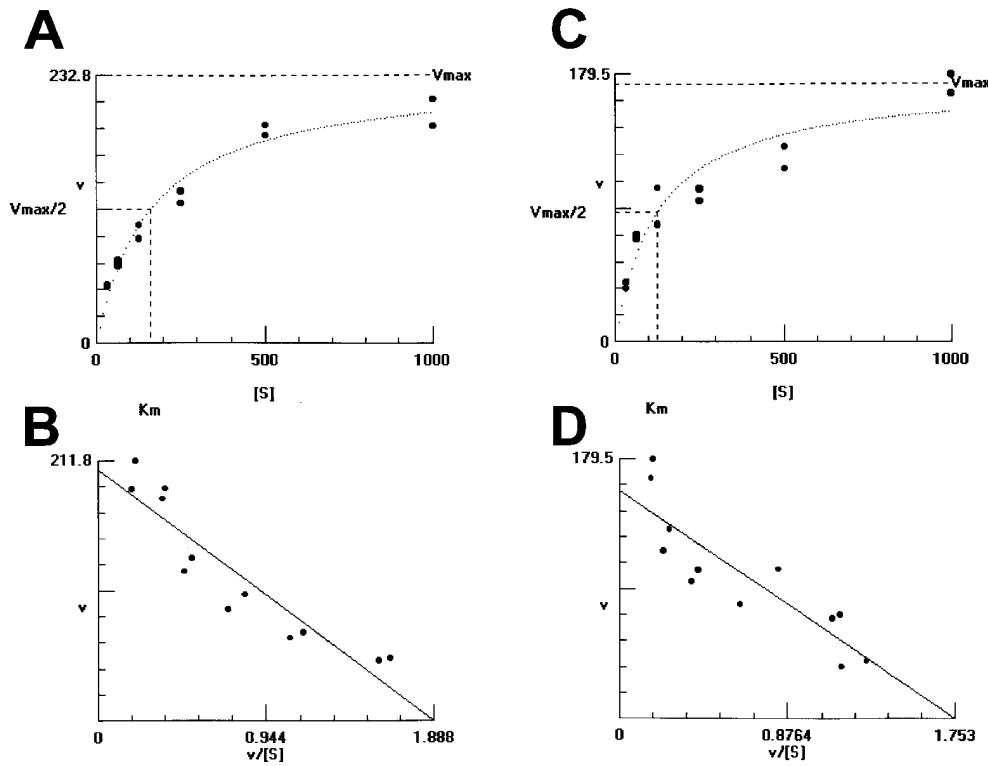 A
232.8
Vmax
v
Vmax/2
0
0
500
1000
[S]
Km
C
179.5
Vmax
v
Vmax/2
0
0
500
1000
[S]
Km
B
211.8
v
0
0.944
1.888
v/[S]
D
179.5
v
0
0.8764
1.753
v/[S]